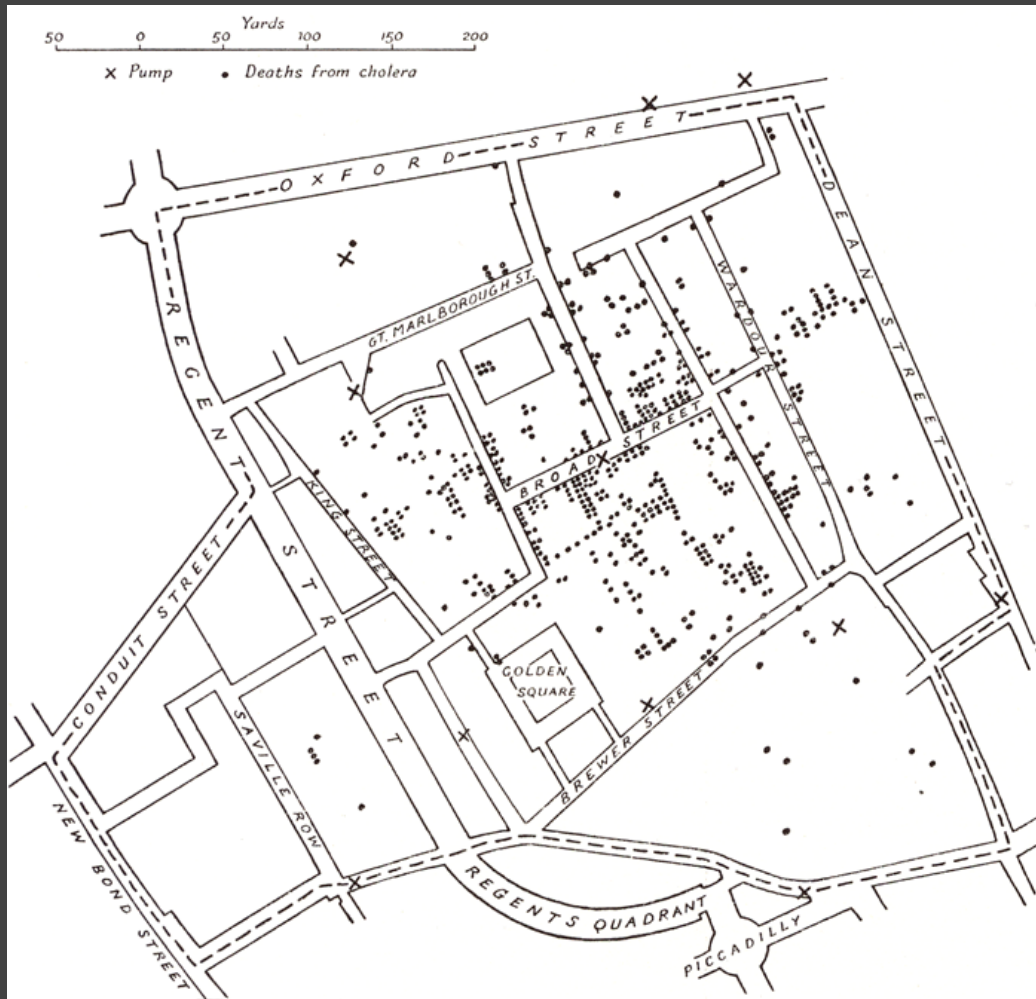 Yards
50 0 50 100 150 200
× Pump • Deaths from cholera
OXFORD STREET
DEAN STREET
REGENT STREET
WARDOUR STREET
GT. MARLBOROUGH ST.
BROAD STREET
KING STREET
CONDUIT STREET
GOLDEN
SQUARE
SAVILLE ROW
BREWER STREET
NEW BOND STREET
REGENTS QUADRANT
PICCADILLY